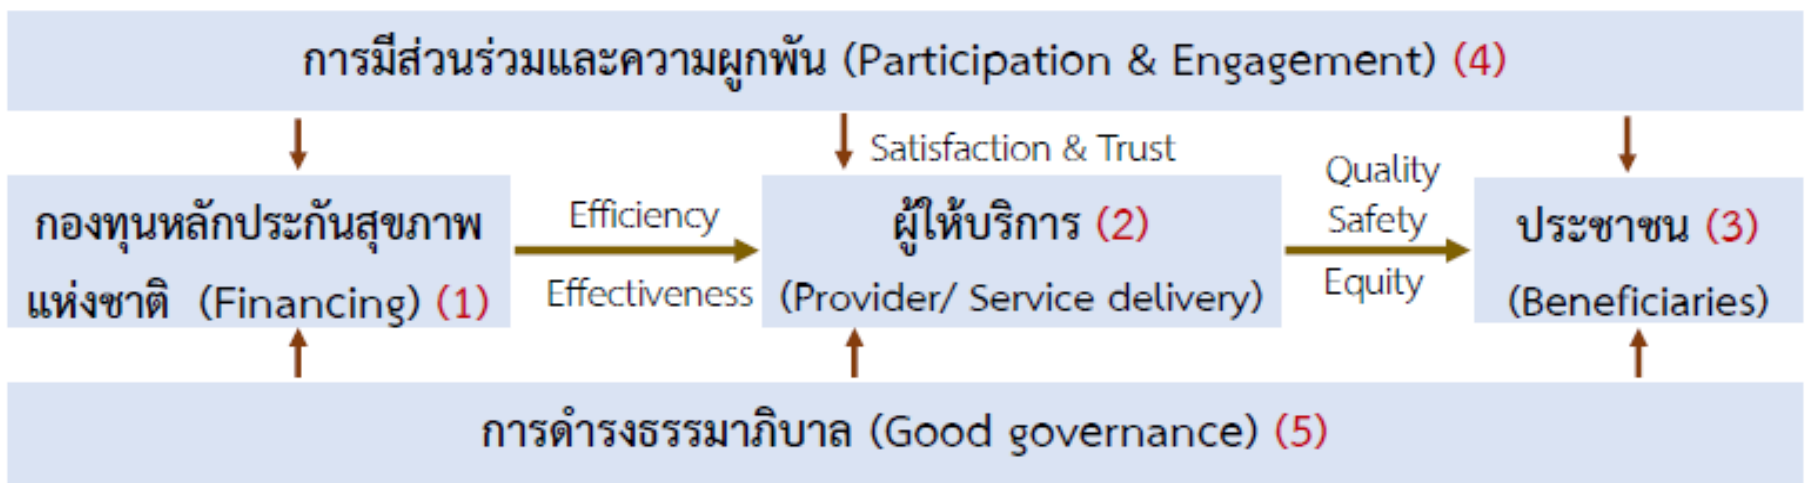 การมีส่วนร่วมและความผูกพัน (Participation & Engagement) (4)
Satisfaction & Trust
กองทุนหลักประกันสุขภาพ
แห่งชาติ (Financing) (1)
Efficiency
Effectiveness
ผู้ให้บริการ (2)
(Provider/ Service delivery)
Quality
Safety
Equity
ประชาชน (3)
(Beneficiaries)
การดำรงธรรมาภิบาล (Good governance) (5)